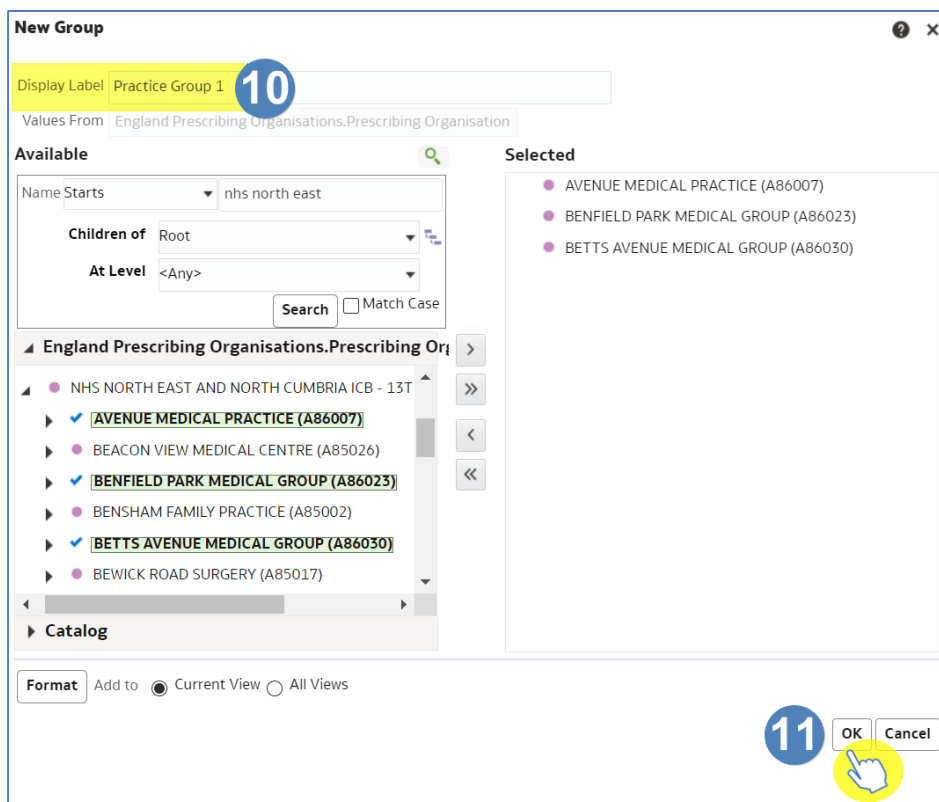 New Group
Display Label Practice Group 1 10
Values From England Prescribing Organisations.Prescribing Organisation
Available
Name Starts nhs north east
Children of Root
At Level <Any>
Search Match Case
England Prescribing Organisations.Prescribing Org
NHS NORTH EAST AND NORTH CUMBRIA ICB - 13T
AVENUE MEDICAL PRACTICE (A86007)
BEACON VIEW MEDICAL CENTRE (A85026)
BENFIELD PARK MEDICAL GROUP (A86023)
BENSHAM FAMILY PRACTICE (A85002)
BETTS AVENUE MEDICAL GROUP (A86030)
BEWICK ROAD SURGERY (A85017)
Catalog
Selected
AVENUE MEDICAL PRACTICE (A86007)
BENFIELD PARK MEDICAL GROUP (A86023)
BETTS AVENUE MEDICAL GROUP (A86030)
Format Add to Current View All Views
11 OK Cancel